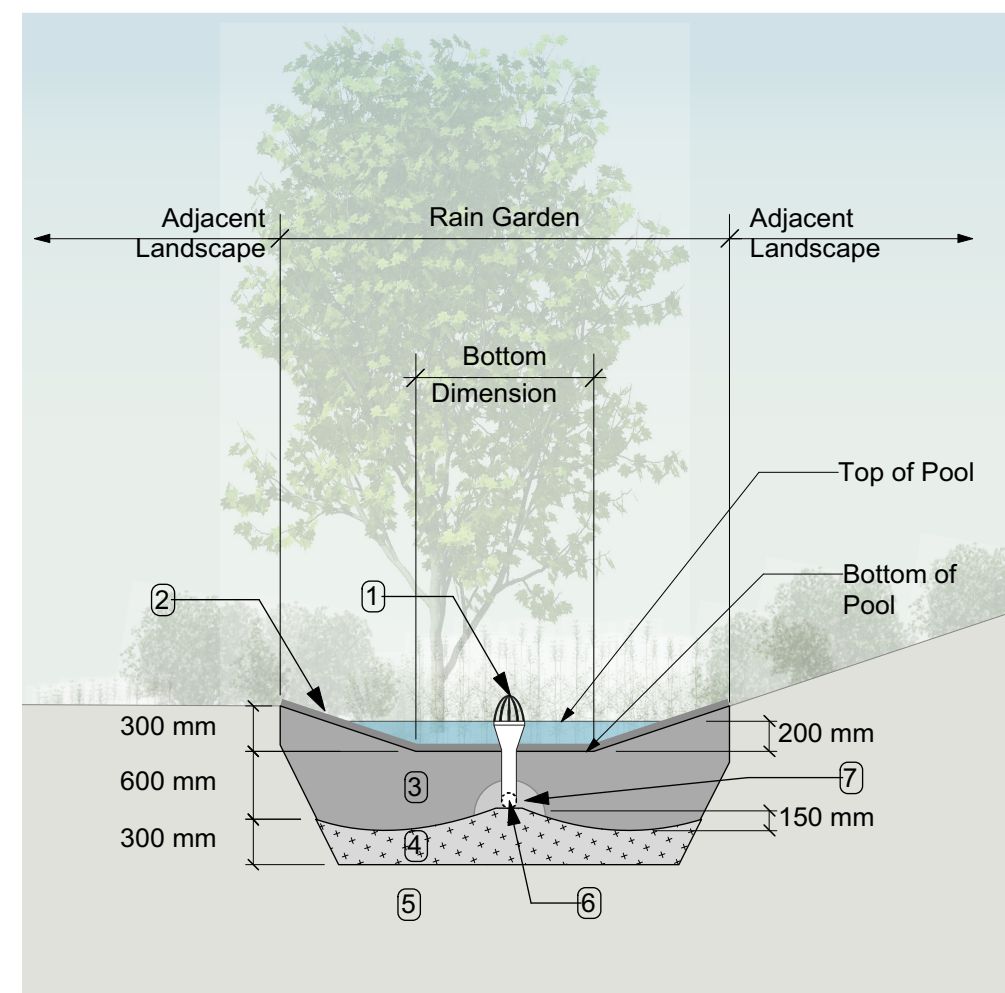 Adjacent
Landscape
Rain Garden
Adjacent
Landscape
Bottom
Dimension
Top of Pool
Bottom of
Pool
1
2
300 mm
200 mm
600 mm
3
7
150 mm
300 mm
4
5
6